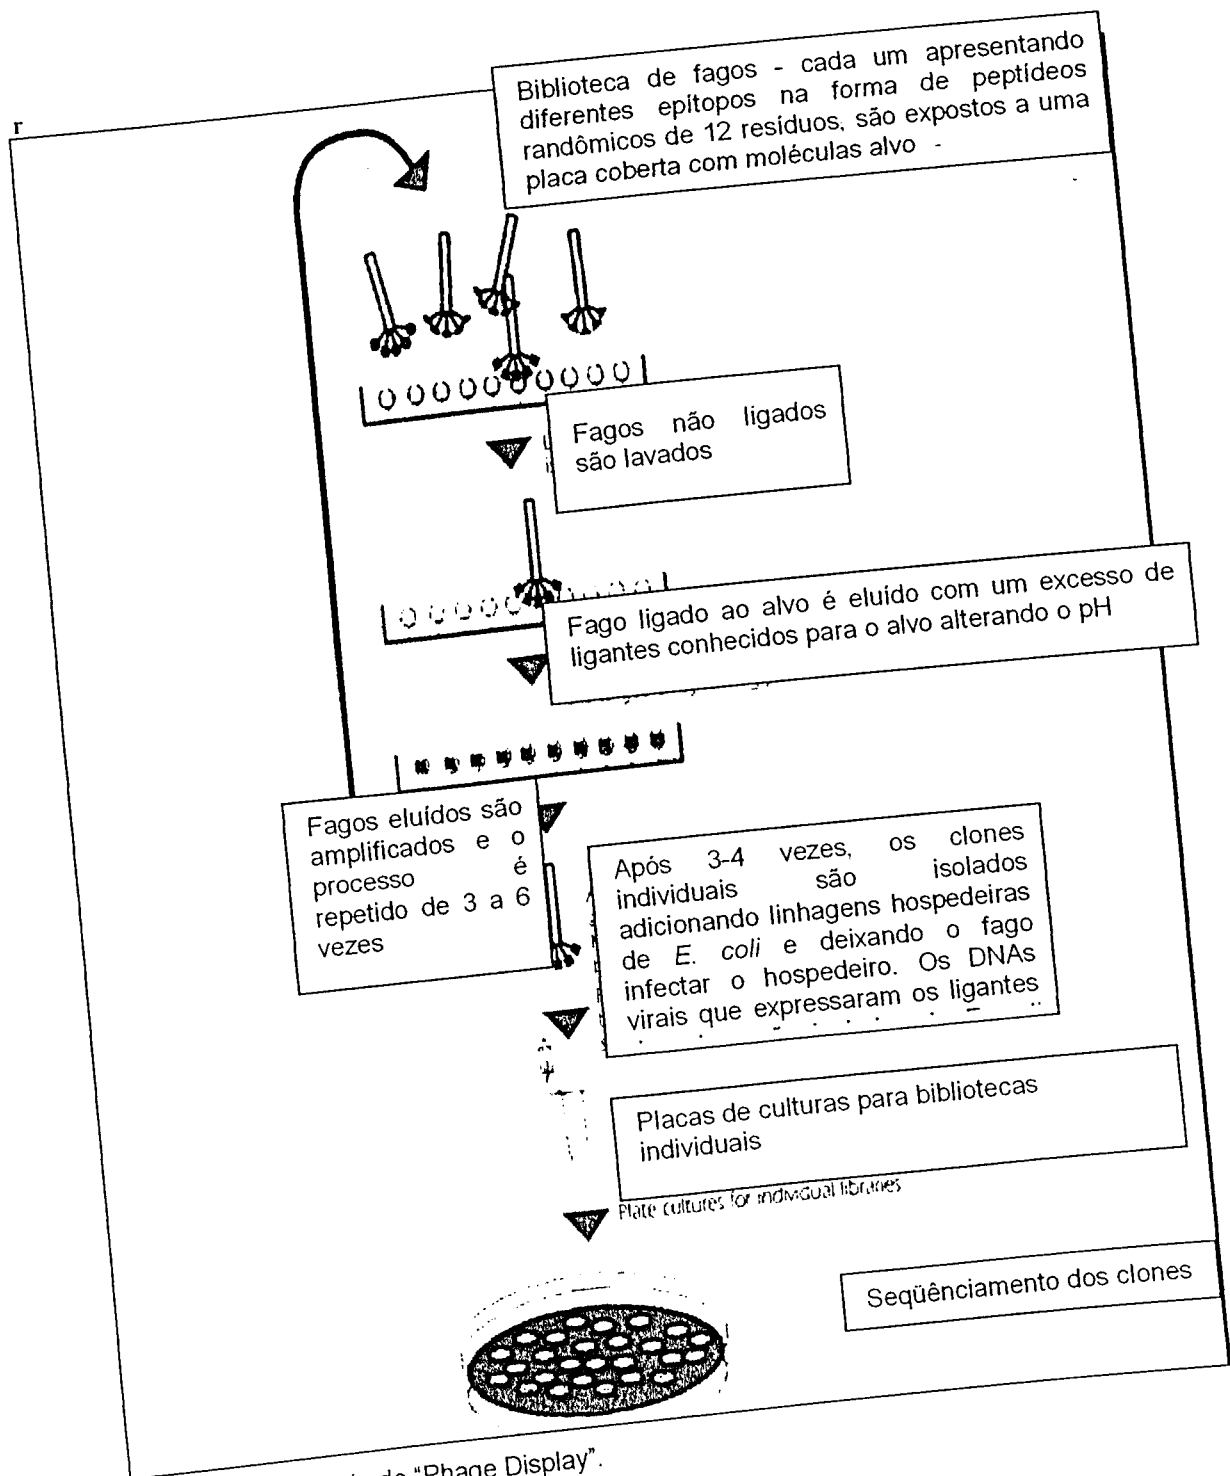 r
Biblioteca de fagos - cada um apresentando
diferentes epítopos na forma de peptídeos
randômicos de 12 resíduos, são expostos a uma
placa coberta com moléculas alvo -
Fagos não ligados
são lavados
Fago ligado ao alvo é eluído com um excesso de
ligantes conhecidos para o alvo alterando o pH
Fagos eluídos são
amplificados e o
processo é
repetido de 3 a 6
vezes
Após 3-4 vezes, os clones
individuais são isolados
adicionando linhagens hospedeiras
de E. coli e deixando o fago
infectar o hospedeiro. Os DNAs
virais que expressaram os ligantes
Placas de culturas para bibliotecas
individuais
Plate cultures for individual libraries
Seqüênciamento dos clones
"Phage Display".